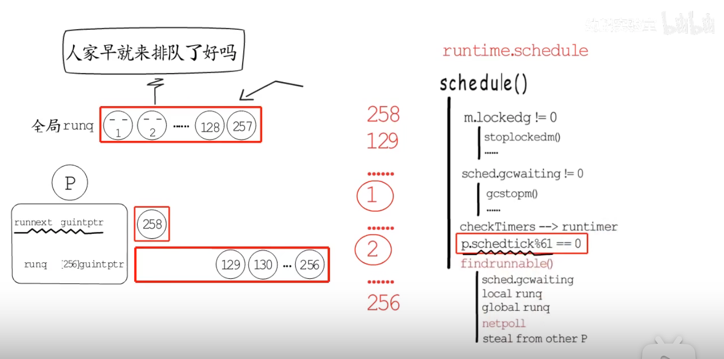 人家早就来排队了好吗
全局runq
1
2
......
128
257
P
runnext guintptr
258
runq [256]guintptr
129
130
...
256
258
129
......
1
......
2
......
256
runtime.schedule
schedule()
m.lockedg != 0
stoplockedm()
......
sched.gcwaiting != 0
gcstopm()
......
checkTimers --> runtimer
p.schedtick%61 == 0
findrunnable()
sched.gcwaiting
local runq
global runq
netpoll
steal from other P